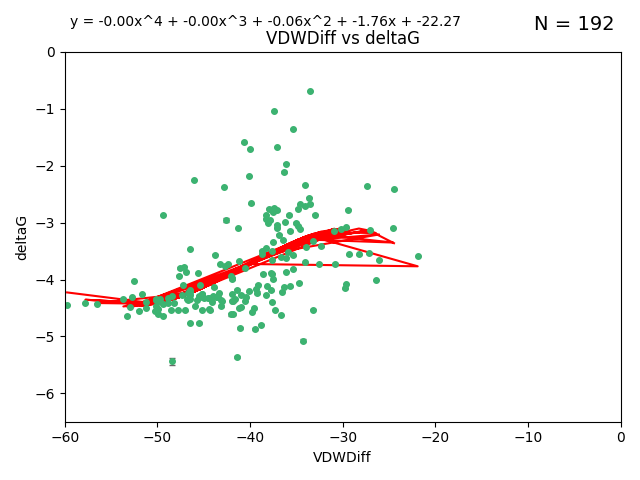 y = -0.00x^4 + -0.00x^3 + -0.06x^2 + -1.76x + -22.27
N = 192
VDWDiff vs deltaG
0
−1
−2
−3
−4
−5
−6
deltaG
−60 −50 −40 −30 −20 −10 0
VDWDiff